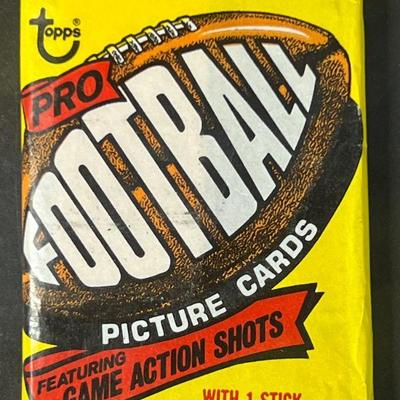 topps®
PRO
FOOTBALL
PICTURE CARDS
FEATURING
GAME ACTION SHOTS
WITH 1 STICK